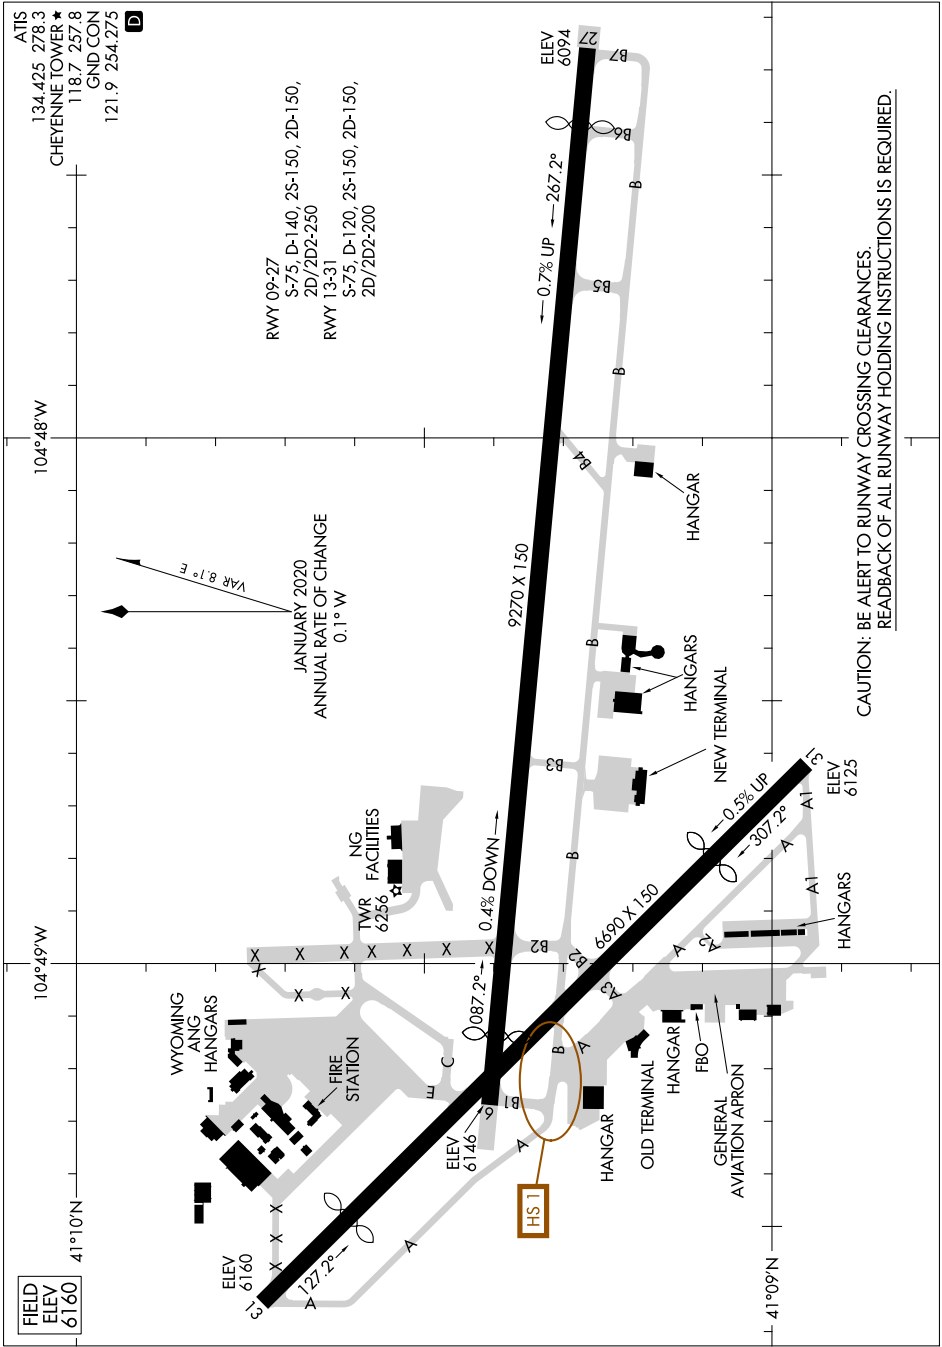 ATIS
134.425 278.3
CHEYENNE TOWER★
118.7 257.8
GND CON
121.9 254.275
D
RWY 09-27
S-75, D-140, 2S-150, 2D-150,
2D/2D2-250
RWY 13-31
S-75, D-120, 2S-150, 2D-150,
2D/2D2-200
104°48'W
104°49'W
41°10'N
41°09'N
VAR 8.1° E
JANUARY 2020
ANNUAL RATE OF CHANGE
0.1° W
FIELD
ELEV
6160
ELEV
6094
27
B7
B6
B
B5
B
B4
B
B3
B
B2
B2
B
B1
267.2°
0.7% UP
9270 X 150
0.4% DOWN
087.2°
9
ELEV
6146
HANGAR
HANGARS
NEW TERMINAL
NG
FACILITIES
TWR
6256
X
X
X
X
X
X
X
X
X
X
X
X
X
WYOMING
ANG
HANGARS
FIRE
STATION
C
E
ELEV
6160
13
127.2°
A
A
A
A
A
A
A3
A2
A1
A1
6690 X 150
0.5% UP
307.2°
31
ELEV
6125
HANGARS
HS 1
HANGAR
OLD TERMINAL
HANGAR
FBO
GENERAL
AVIATION APRON
CAUTION: BE ALERT TO RUNWAY CROSSING CLEARANCES.
READBACK OF ALL RUNWAY HOLDING INSTRUCTIONS IS REQUIRED.